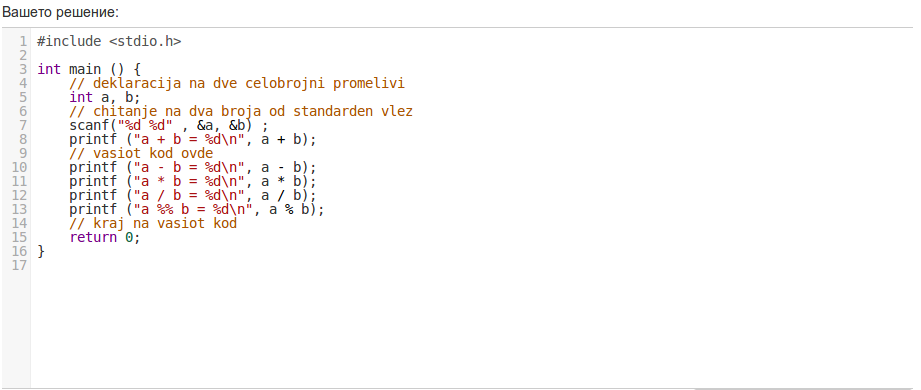 Вашето решение:
1 #include <stdio.h>
2
3 int main () {
4 // deklaracija na dve celobrojni promelivi
5 int a, b;
6 // chitanje na dva broja od standarden vlez
7 scanf("%d %d" , &a, &b) ;
8 printf ("a + b = %d\n", a + b);
9 // vasiot kod ovde
10 printf ("a - b = %d\n", a - b);
11 printf ("a * b = %d\n", a * b);
12 printf ("a / b = %d\n", a / b);
13 printf ("a %% b = %d\n", a % b);
14 // kraj na vasiot kod
15 return 0;
16 }
17